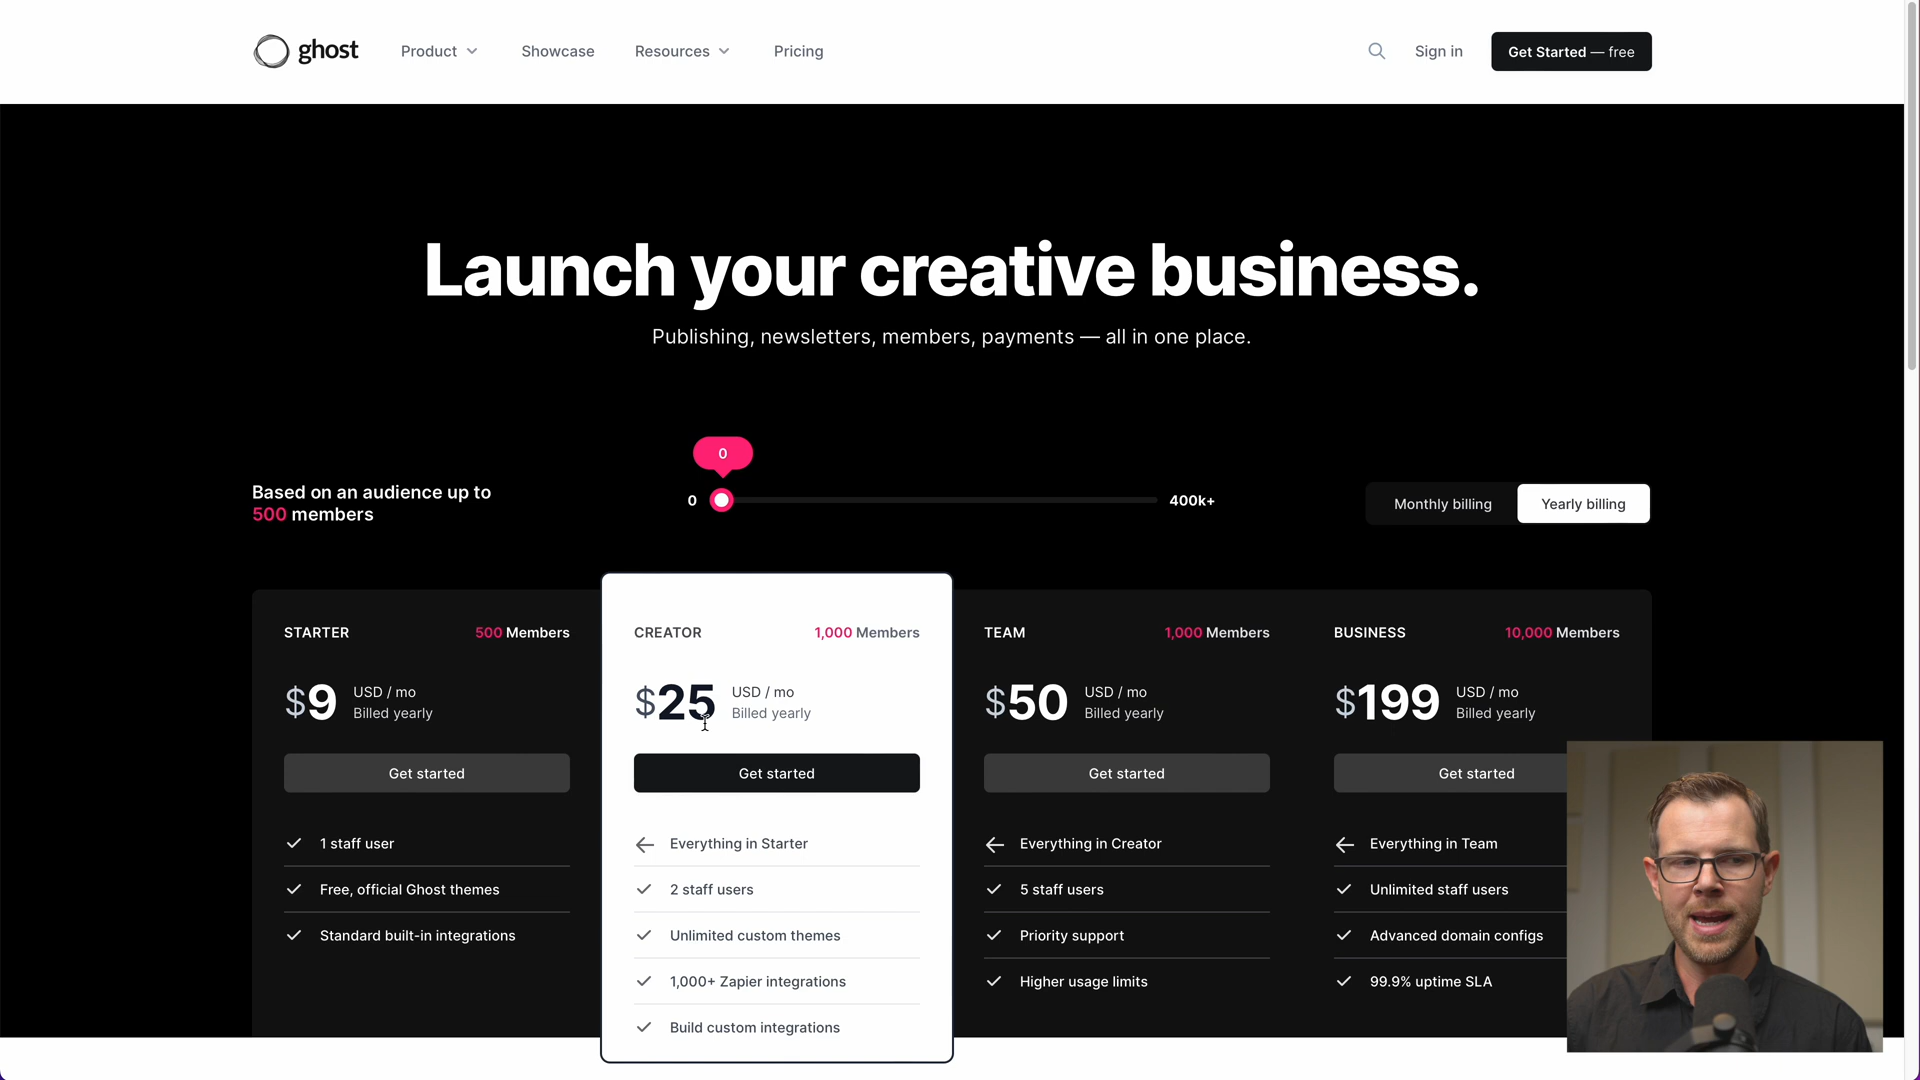 ghost
Product
Showcase
Resources
Pricing
Sign in
Get Started — free
Launch your creative business.
Publishing, newsletters, members, payments — all in one place.
0
Based on an audience up to
500 members
0
400k+
Monthly billing
Yearly billing
STARTER
500 Members
$9
USD / mo
Billed yearly
Get started
1 staff user
Free, official Ghost themes
Standard built-in integrations
CREATOR
1,000 Members
$25
USD / mo
Billed yearly
Get started
Everything in Starter
2 staff users
Unlimited custom themes
1,000+ Zapier integrations
Build custom integrations
TEAM
1,000 Members
$50
USD / mo
Billed yearly
Get started
Everything in Creator
5 staff users
Priority support
Higher usage limits
BUSINESS
10,000 Members
$199
USD / mo
Billed yearly
Get started
Everything in Team
Unlimited staff users
Advanced domain configs
99.9% uptime SLA